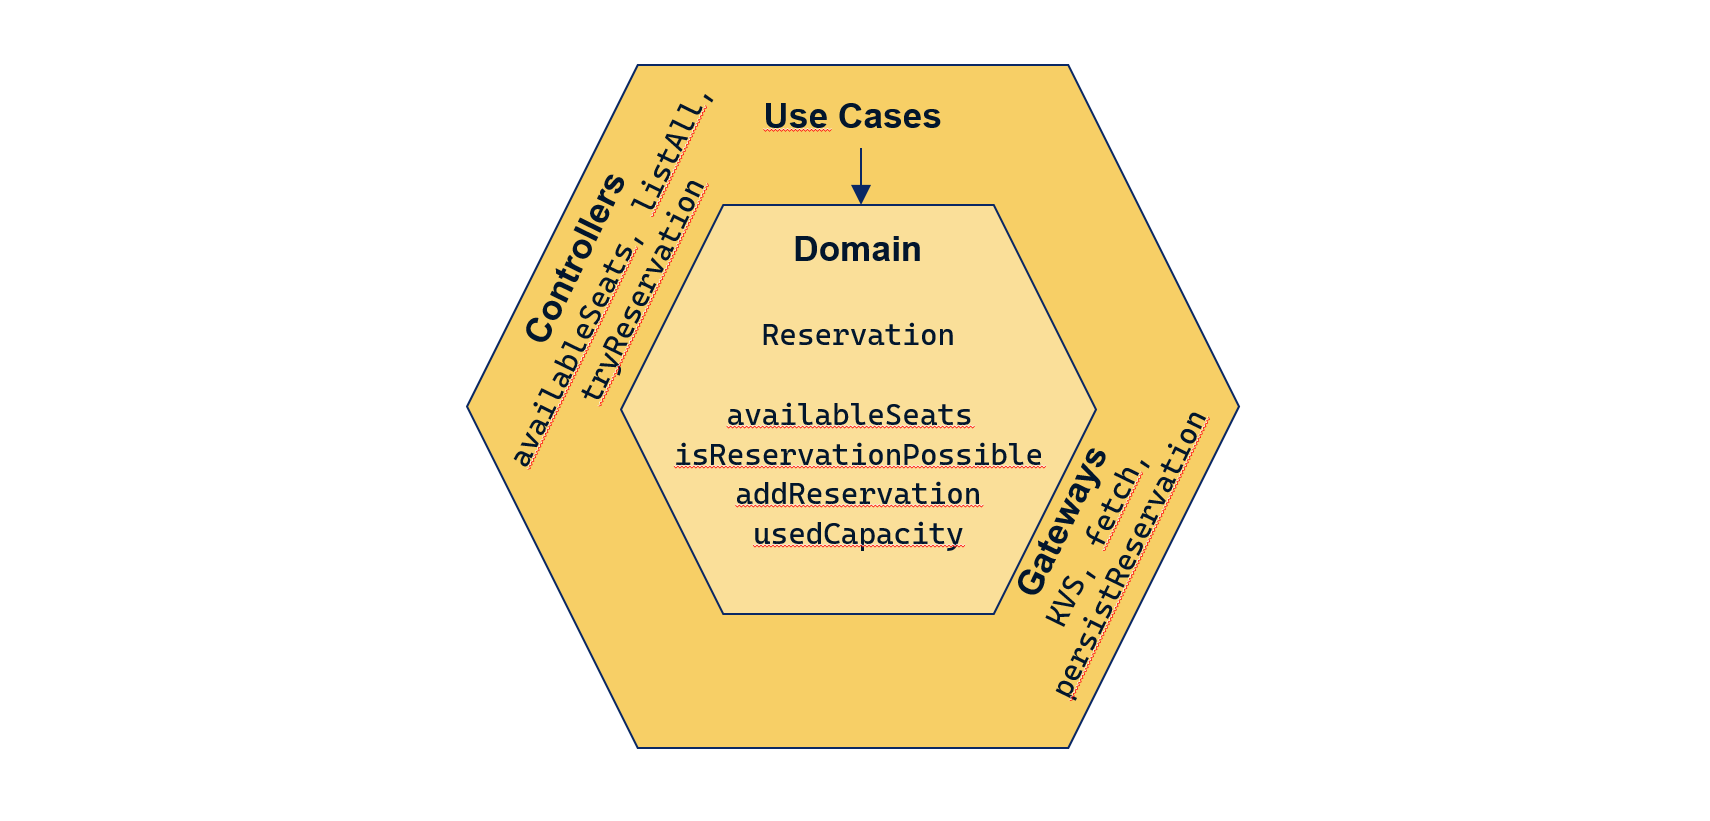 Use Cases
Controllers
availableSeats, listAll,
tryReservation
Domain
Reservation
availableSeats
isReservationPossible
addReservation
usedCapacity
Gateways
KVS, fetch,
persistReservation